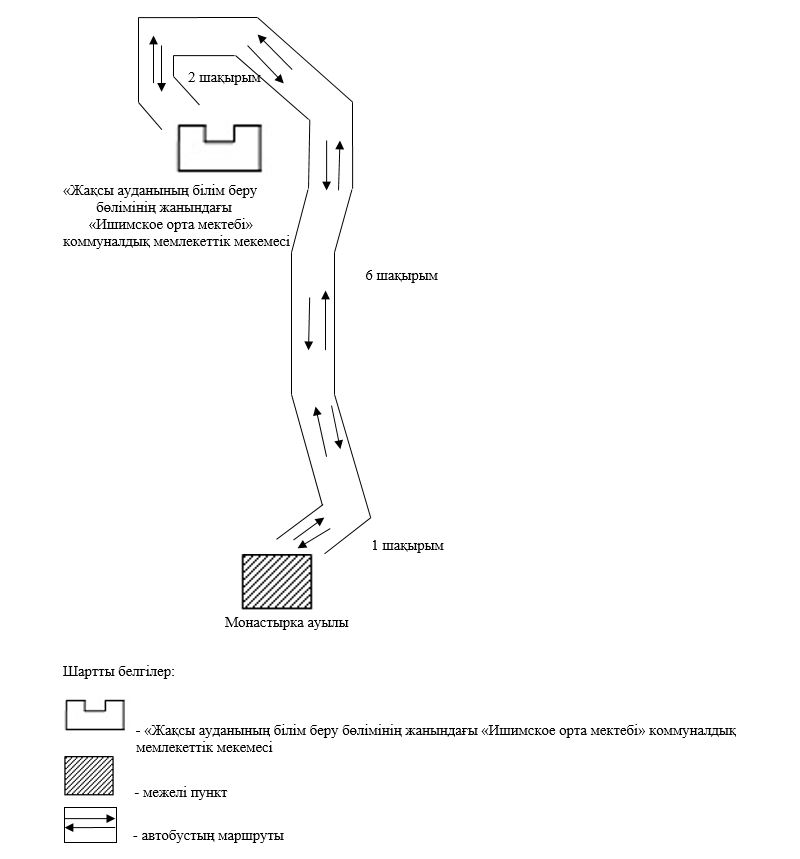 2 шақырым
«Жақсы ауданының білім беру
бөлімінің жанындағы
«Ишимское орта мектебі»
коммуналдық мемлекеттік мекемесі
6 шақырым
1 шақырым
Монастырка ауылы
Шартты белгілер:
- «Жақсы ауданының білім беру бөлімінің жанындағы «Ишимское орта мектебі» коммуналдық
мемлекеттік мекемесі
- межелі пункт
- автобустың маршруты